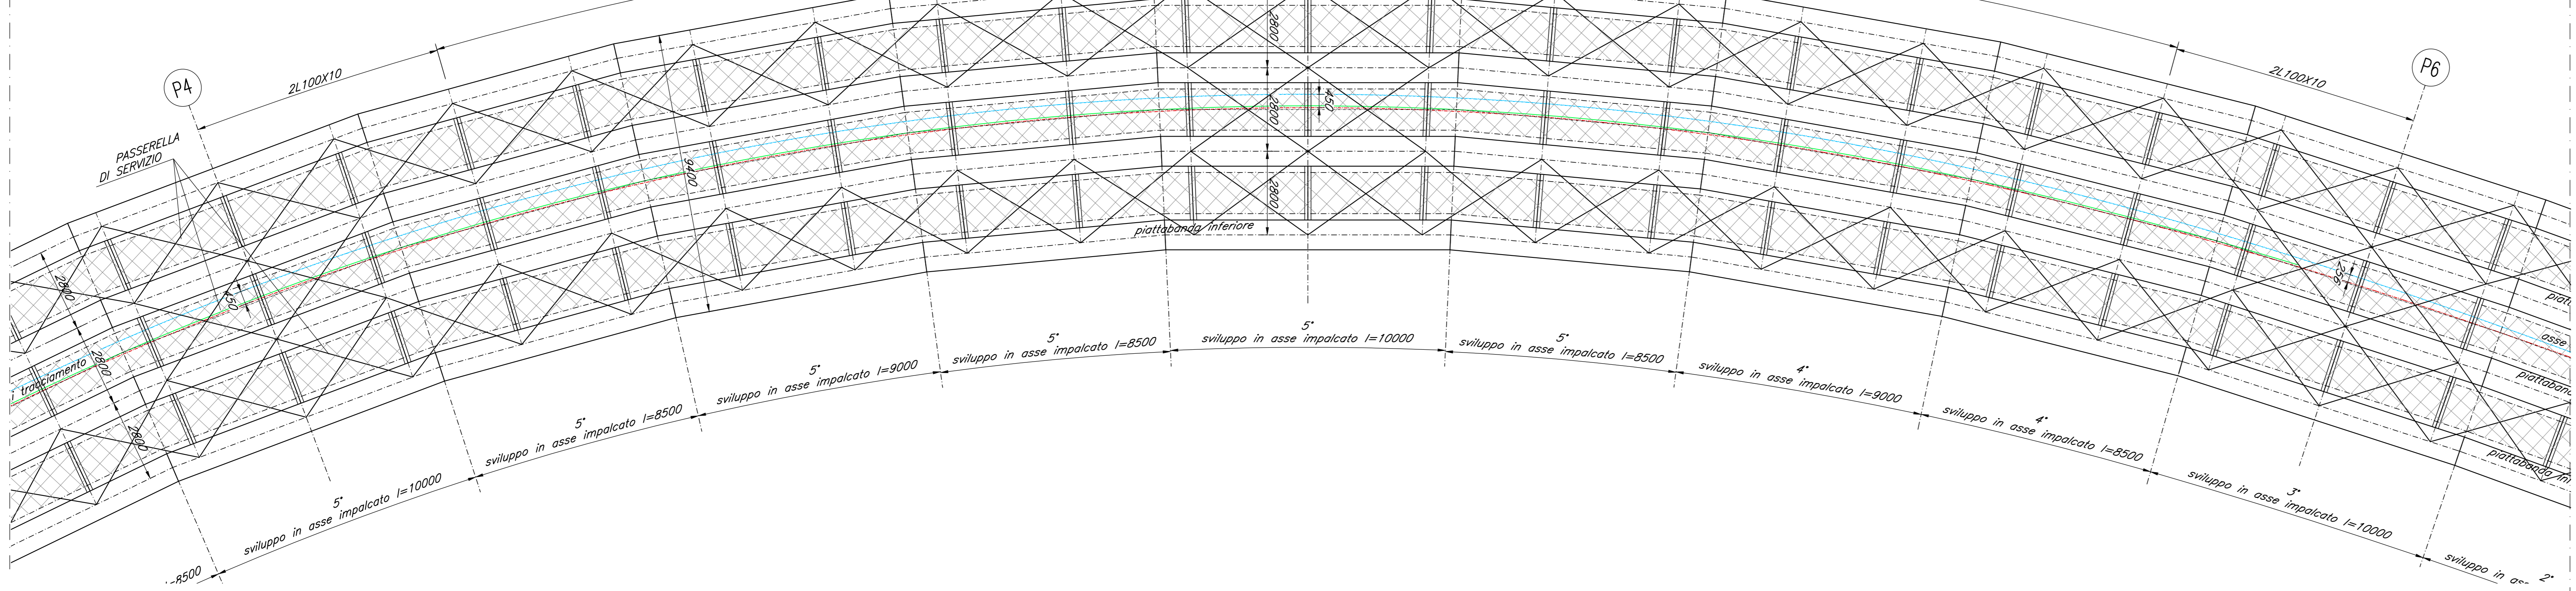 P4
2L100X10
PASSERELLA
DI SERVIZIO
2800
2800
2800
450
9400
2800
2800
2800
450
piattabanda inferiore
P6
2L100X10
256
i tracciamento
asse
piattabanda
l=8500
5°
sviluppo in asse impalcato l=10000
5°
sviluppo in asse impalcato l=8500
5°
sviluppo in asse impalcato l=9000
5°
sviluppo in asse impalcato l=8500
5°
sviluppo in asse impalcato l=10000
5°
sviluppo in asse impalcato l=8500
4°
sviluppo in asse impalcato l=9000
4°
sviluppo in asse impalcato l=8500
3°
sviluppo in asse impalcato l=10000
2°
sviluppo in